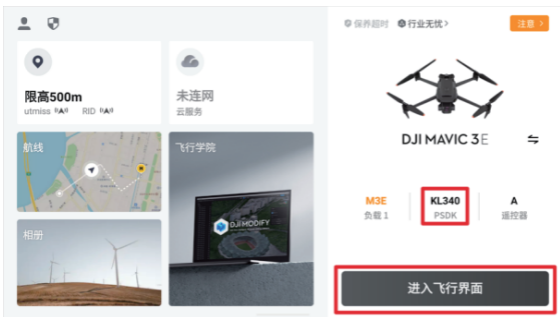 保养超时 行业无忧>
注意 >
限高500m
utmiss RID
未连网
云服务
航线
飞行学院
DJI MODIFY
相册
DJI MAVIC 3E
M3E
负载 1
KL340
PSDK
A
遥控器
进入飞行界面